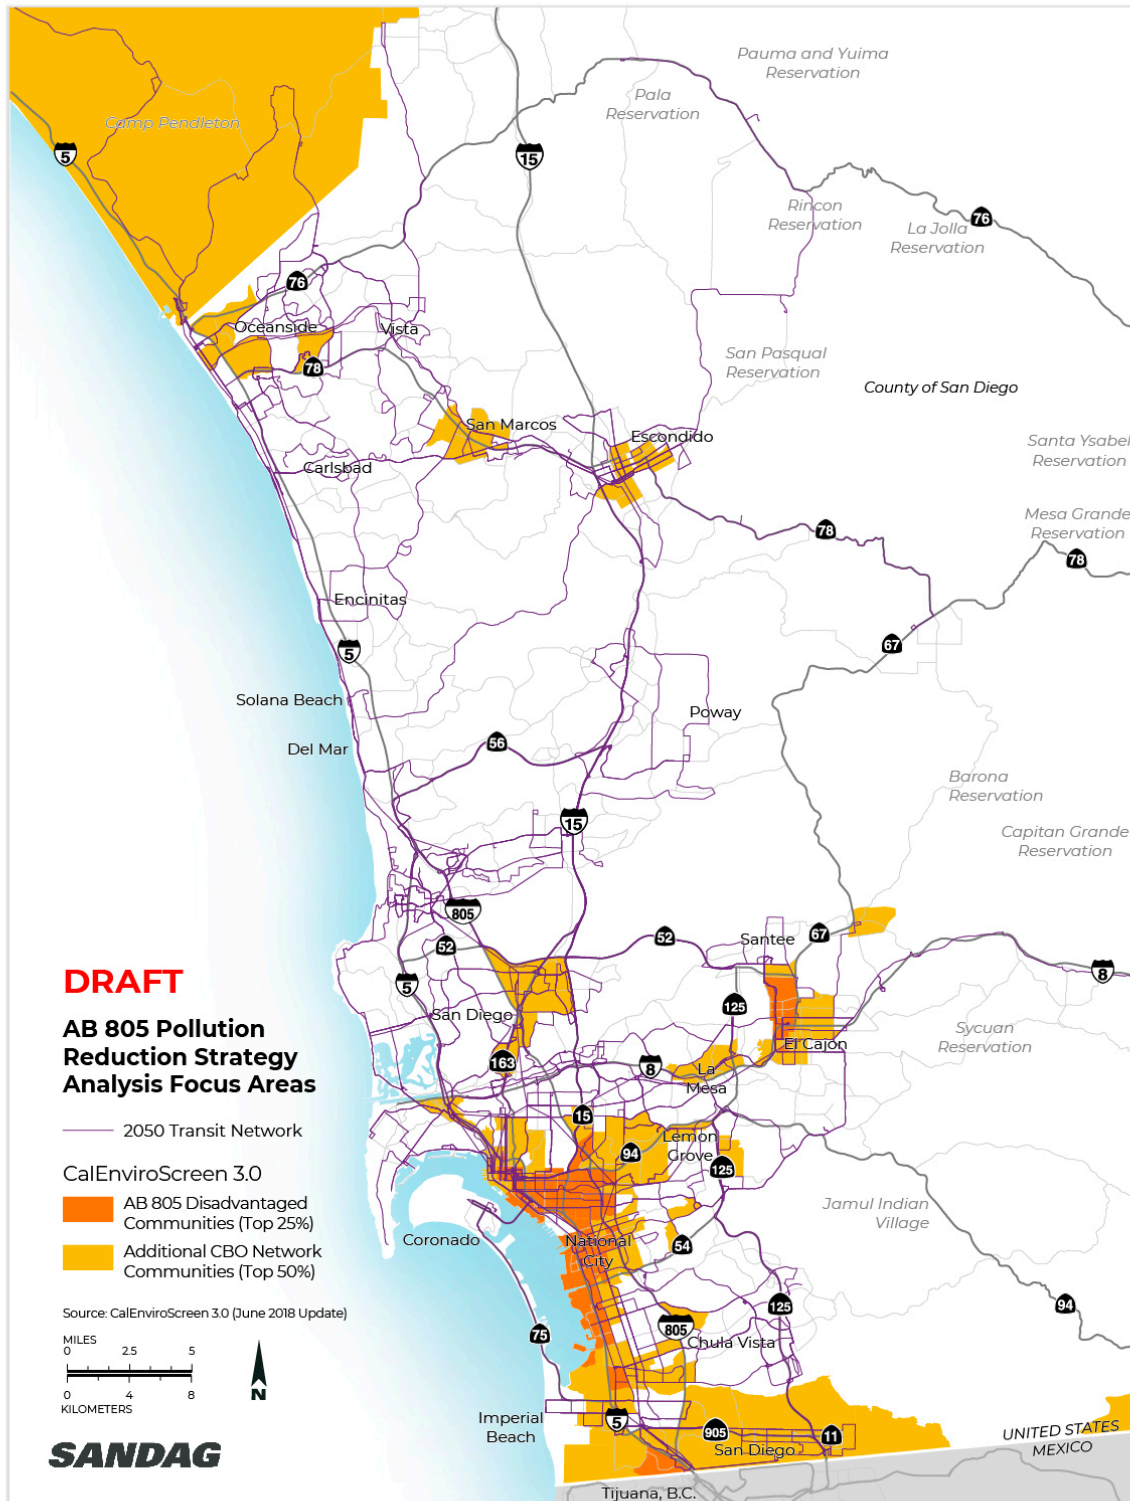 Pauma and Yuima
Reservation
Pala
Reservation
Camp Pendleton
5
15
Rincon
Reservation
76
La Jolla
Reservation
76
Oceanside
Vista
San Pasqual
Reservation
78
County of San Diego
San Marcos
Escondido
Santa Ysabel
Reservation
Carlsbad
Mesa Grande
Reservation
78
78
Encinitas
5
67
Solana Beach
Poway
Del Mar
56
Barona
Reservation
15
Capitan Grande
Reservation
805
52
52
Santee
67
8
5
125
San Diego
Sycuan
Reservation
El Cajon
163
8
La
Mesa
15
94
Lemon
Grove
125
Jamul Indian
Village
Coronado
National
City
54
125
94
75
805
Chula Vista
Imperial
Beach
5
905
11
San Diego
UNITED STATES
MEXICO
Tijuana, B.C.
DRAFT
AB 805 Pollution
Reduction Strategy
Analysis Focus Areas
2050 Transit Network
CalEnviroScreen 3.0
AB 805 Disadvantaged
Communities (Top 25%)
Additional CBO Network
Communities (Top 50%)
Source: CalEnviroScreen 3.0 (June 2018 Update)
MILES
0 2.5 5
0 4 8
KILOMETERS
N
SANDAG